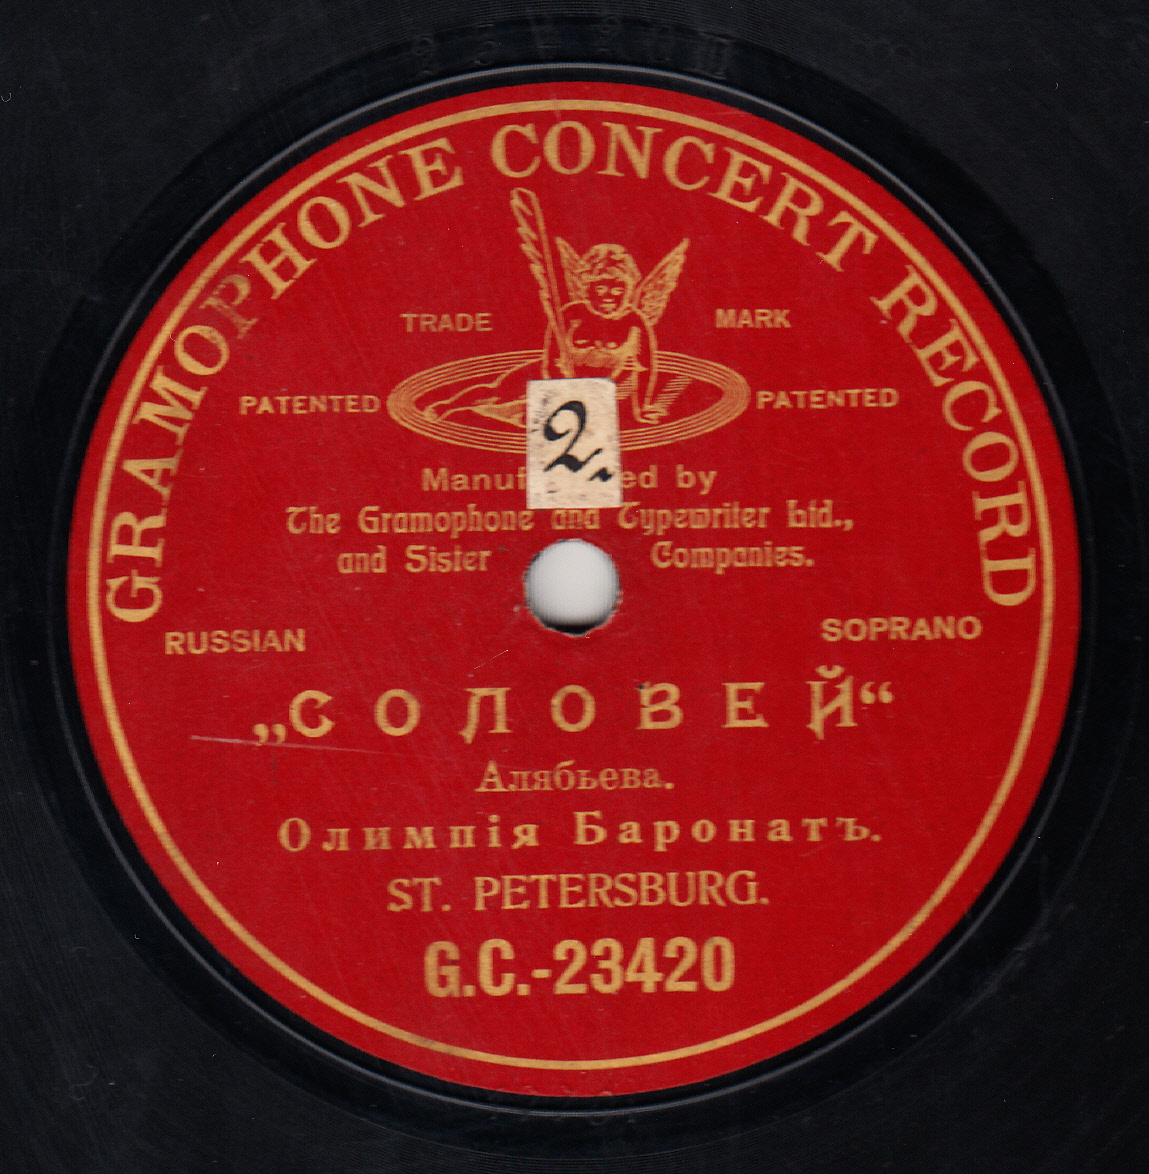 GRAMOPHONE CONCERT RECORD
TRADE MARK
PATENTED PATENTED
2.
by
The Gramophone and Typewriter Ltd.,
and Sister Companies.
RUSSIAN SOPRANO
„СОЛОВЕЙ“
Алябьева.
Олимпія Баронатъ.
ST. PETERSBURG.
G.C.-23420